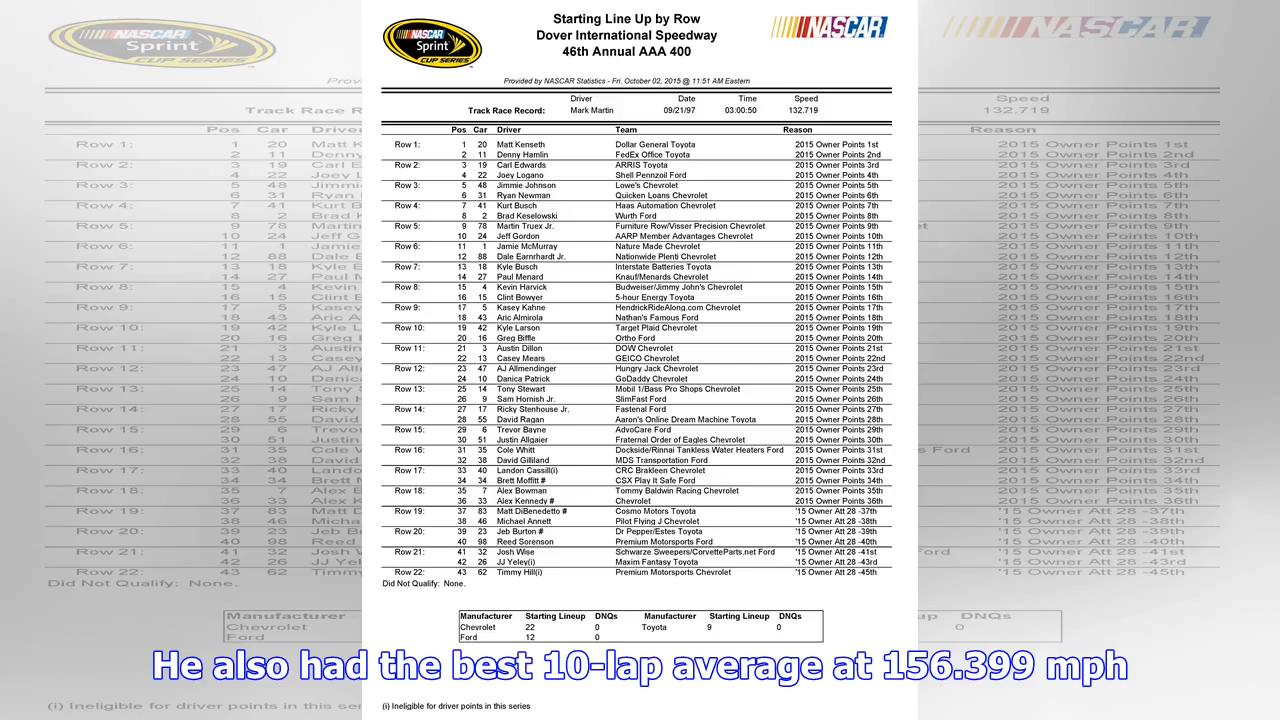 NASCAR Sprint CUP SERIES
Starting Line Up by Row
Dover International Speedway
46th Annual AAA 400
NASCAR
Provided by NASCAR Statistics - Fri, October 02, 2015 @ 11:51 AM Eastern
Driver Date Time Speed
Track Race Record: Mark Martin 09/21/97 03:00:50 132.719
Pos Car Driver Team Reason
Row 1: 1 20 Matt Kenseth Dollar General Toyota 2015 Owner Points 1st
2 11 Denny Hamlin FedEx Office Toyota 2015 Owner Points 2nd
Row 2: 3 19 Carl Edwards ARRIS Toyota 2015 Owner Points 3rd
4 22 Joey Logano Shell Pennzoil Ford 2015 Owner Points 4th
Row 3: 5 48 Jimmie Johnson Lowe's Chevrolet 2015 Owner Points 5th
6 31 Ryan Newman Quicken Loans Chevrolet 2015 Owner Points 6th
Row 4: 7 41 Kurt Busch Haas Automation Chevrolet 2015 Owner Points 7th
8 2 Brad Keselowski Wurth Ford 2015 Owner Points 8th
Row 5: 9 78 Martin Truex Jr. Furniture Row/Visser Precision Chevrolet 2015 Owner Points 9th
10 24 Jeff Gordon AARP Member Advantages Chevrolet 2015 Owner Points 10th
Row 6: 11 1 Jamie McMurray Nature Made Chevrolet 2015 Owner Points 11th
12 88 Dale Earnhardt Jr. Nationwide Plenti Chevrolet 2015 Owner Points 12th
Row 7: 13 18 Kyle Busch Interstate Batteries Toyota 2015 Owner Points 13th
14 27 Paul Menard Knauf/Menards Chevrolet 2015 Owner Points 14th
Row 8: 15 4 Kevin Harvick Budweiser/Jimmy John's Chevrolet 2015 Owner Points 15th
16 15 Clint Bowyer 5-hour Energy Toyota 2015 Owner Points 16th
Row 9: 17 5 Kasey Kahne HendrickRideAlong.com Chevrolet 2015 Owner Points 17th
18 43 Aric Almirola Nathan's Famous Ford 2015 Owner Points 18th
Row 10: 19 42 Kyle Larson Target Plaid Chevrolet 2015 Owner Points 19th
20 16 Greg Biffle Ortho Ford 2015 Owner Points 20th
Row 11: 21 3 Austin Dillon DOW Chevrolet 2015 Owner Points 21st
22 13 Casey Mears GEICO Chevrolet 2015 Owner Points 22nd
Row 12: 23 47 AJ Allmendinger Hungry Jack Chevrolet 2015 Owner Points 23rd
24 10 Danica Patrick GoDaddy Chevrolet 2015 Owner Points 24th
Row 13: 25 14 Tony Stewart Mobil 1/Bass Pro Shops Chevrolet 2015 Owner Points 25th
26 9 Sam Hornish Jr. SlimFast Ford 2015 Owner Points 26th
Row 14: 27 17 Ricky Stenhouse Jr. Fastenal Ford 2015 Owner Points 27th
28 55 David Ragan Aaron's Online Dream Machine Toyota 2015 Owner Points 28th
Row 15: 29 6 Trevor Bayne AdvoCare Ford 2015 Owner Points 29th
30 51 Justin Allgaier Fraternal Order of Eagles Chevrolet 2015 Owner Points 30th
Row 16: 31 35 Cole Whitt Dockside/Rinnai Tankless Water Heaters Ford 2015 Owner Points 31st
32 38 David Gilliland MDS Transportation Ford 2015 Owner Points 32nd
Row 17: 33 40 Landon Cassill(i) CRC Brakleen Chevrolet 2015 Owner Points 33rd
34 34 Brett Moffitt # CSX Play It Safe Ford 2015 Owner Points 34th
Row 18: 35 7 Alex Bowman Tommy Baldwin Racing Chevrolet 2015 Owner Points 35th
36 33 Alex Kennedy # Chevrolet 2015 Owner Points 36th
Row 19: 37 83 Matt DiBenedetto # Cosmo Motors Toyota '15 Owner Att 28 -37th
38 46 Michael Annett Pilot Flying J Chevrolet '15 Owner Att 28 -38th
Row 20: 39 23 Jeb Burton # Dr Pepper/Estes Toyota '15 Owner Att 28 -39th
40 98 Reed Sorenson Premium Motorsports Ford '15 Owner Att 28 -40th
Row 21: 41 32 Josh Wise Schwarze Sweepers/CorvetteParts.net Ford '15 Owner Att 28 -41st
42 26 JJ Yeley(i) Maxim Fantasy Toyota '15 Owner Att 28 -43rd
Row 22: 43 62 Timmy Hill(i) Premium Motorsports Chevrolet '15 Owner Att 28 -45th
Did Not Qualify: None.
Manufacturer Starting Lineup DNQs Manufacturer Starting Lineup DNQs
Chevrolet 22 0 Toyota 9 0
Ford 12 0
He also had the best 10-lap average at 156.399 mph
(i) Ineligible for driver points in this series